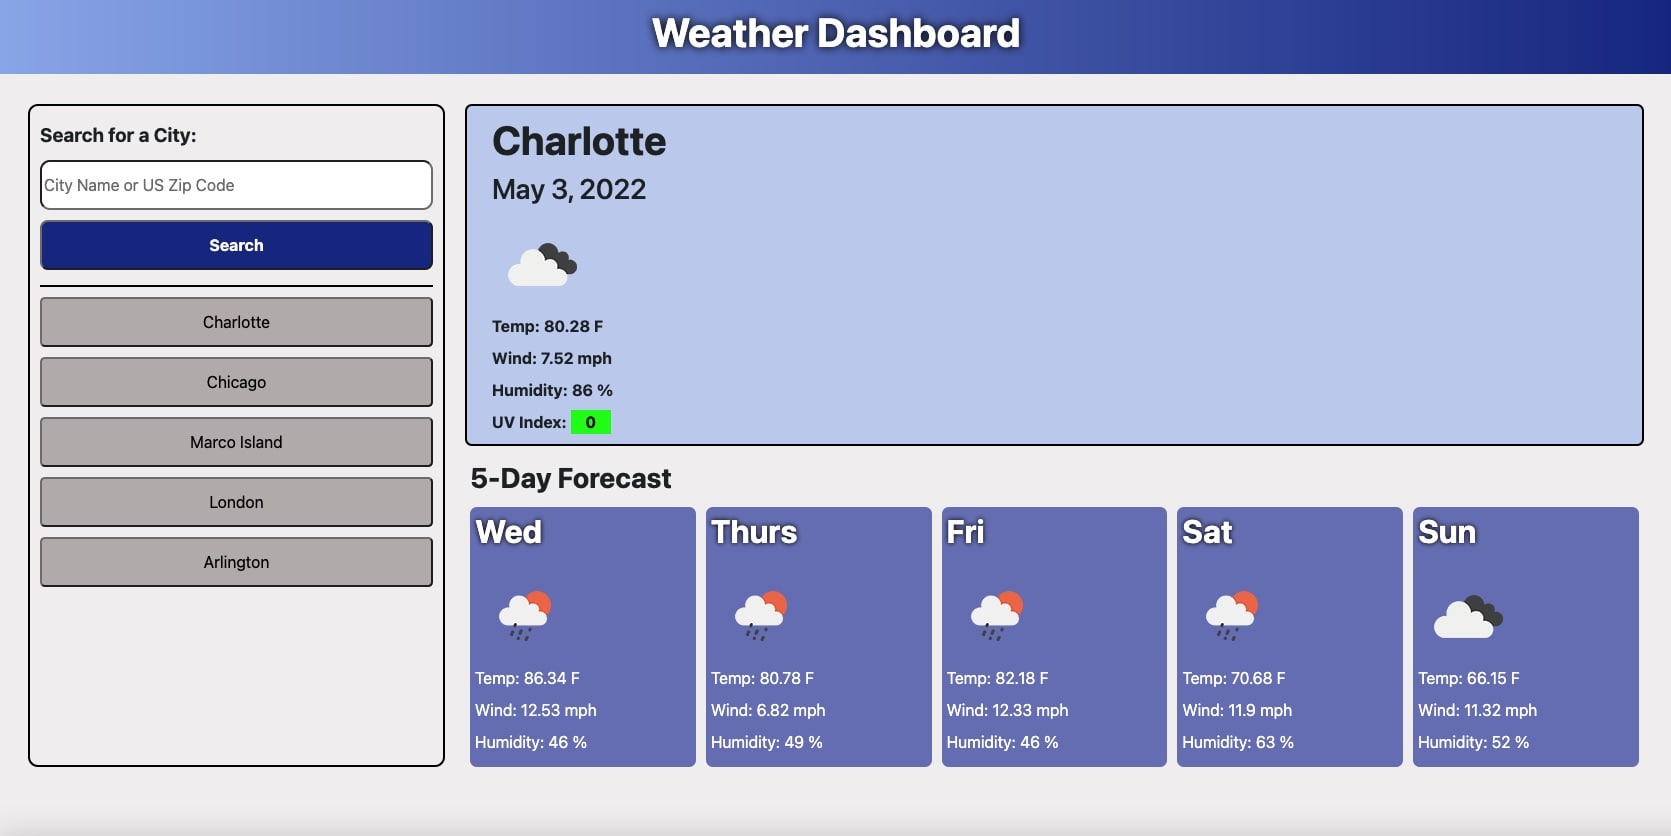 Weather Dashboard
Search for a City:
City Name or US Zip Code
Search
Charlotte
Chicago
Marco Island
London
Arlington
Charlotte
May 3, 2022
Temp: 80.28 F
Wind: 7.52 mph
Humidity: 86 %
UV Index: 0
5-Day Forecast
Wed
Temp: 86.34 F
Wind: 12.53 mph
Humidity: 46 %
Thurs
Temp: 80.78 F
Wind: 6.82 mph
Humidity: 49 %
Fri
Temp: 82.18 F
Wind: 12.33 mph
Humidity: 46 %
Sat
Temp: 70.68 F
Wind: 11.9 mph
Humidity: 63 %
Sun
Temp: 66.15 F
Wind: 11.32 mph
Humidity: 52 %